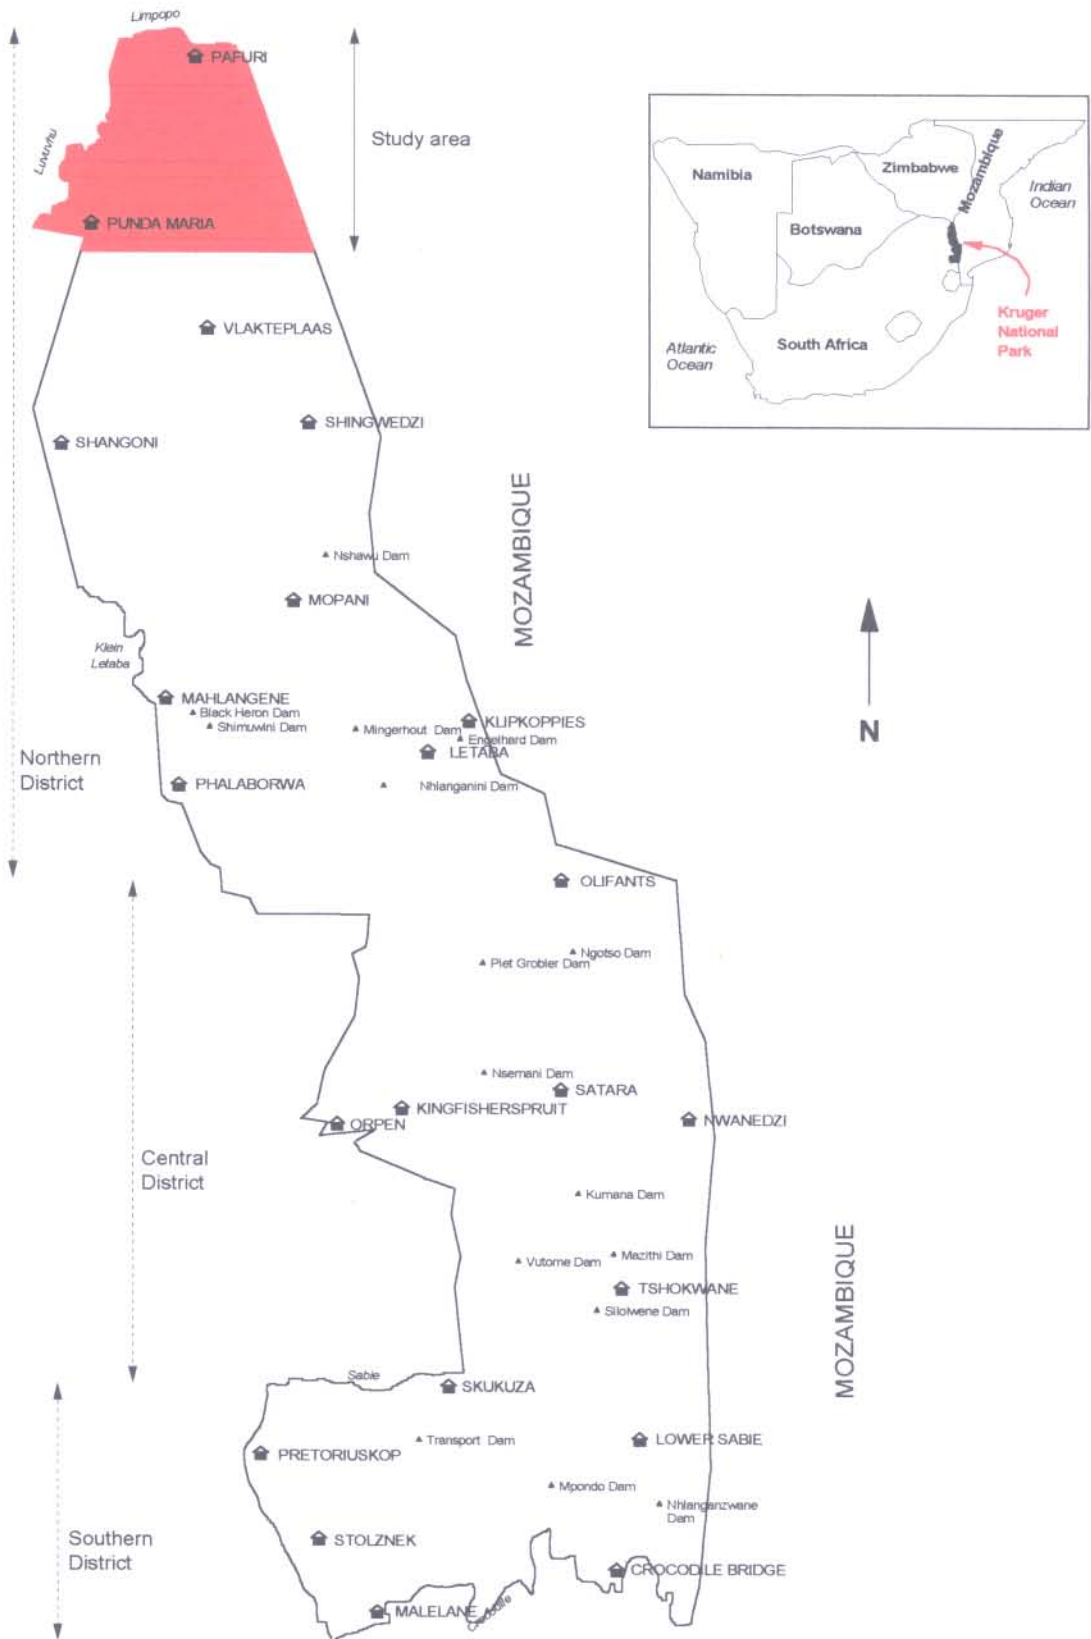 Limpopo
PAFURI
Study area
Luvuvhu
PUNDA MARIA
Namibia
Zimbabwe
Mozambique
Indian
Ocean
Botswana
South Africa
Atlantic
Ocean
Kruger
National
Park
VLAKTEPLAAS
SHINGWEDZI
SHANGONI
MOZAMBIQUE
Nshawu Dam
MOPANI
N
Klein
Letaba
MAHLANGENE
Black Heron Dam
Shimuwini Dam
Mingerhout Dam
KLIPKOPPIES
Engelhard Dam
LETABA
Northern
District
PHALABORWA
Nhlanganini Dam
OLIFANTS
Ngotso Dam
Piet Grobler Dam
Nsemani Dam
SATARA
KINGFISHERSPRUIT
ORPEN
NWANEDZI
Central
District
Kumana Dam
Mazithi Dam
Vutome Dam
TSHOKWANE
Silolwene Dam
MOZAMBIQUE
Sabie
SKUKUZA
Transport Dam
LOWER SABIE
PRETORIUSKOP
Mpondo Dam
Nhlanganzwane
Dam
Southern
District
STOLZNEK
CROCODILE BRIDGE
MALELANE
Crocodile